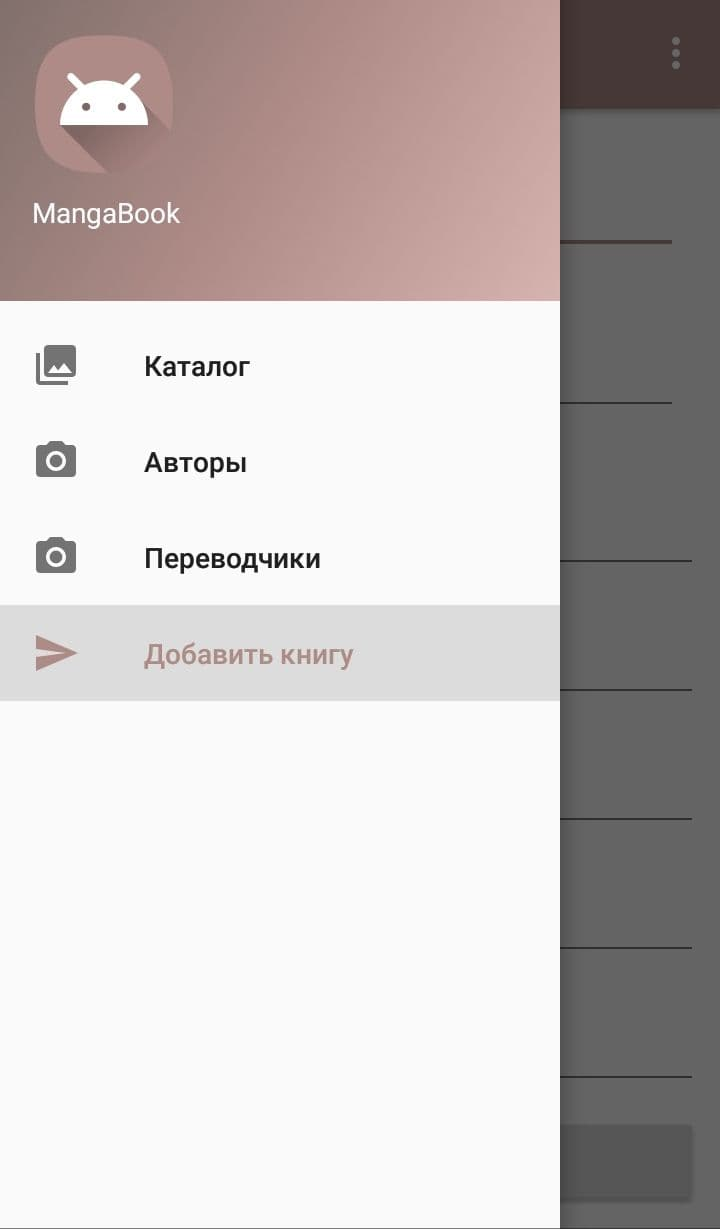 MangaBook
Каталог
Авторы
Переводчики
Добавить книгу